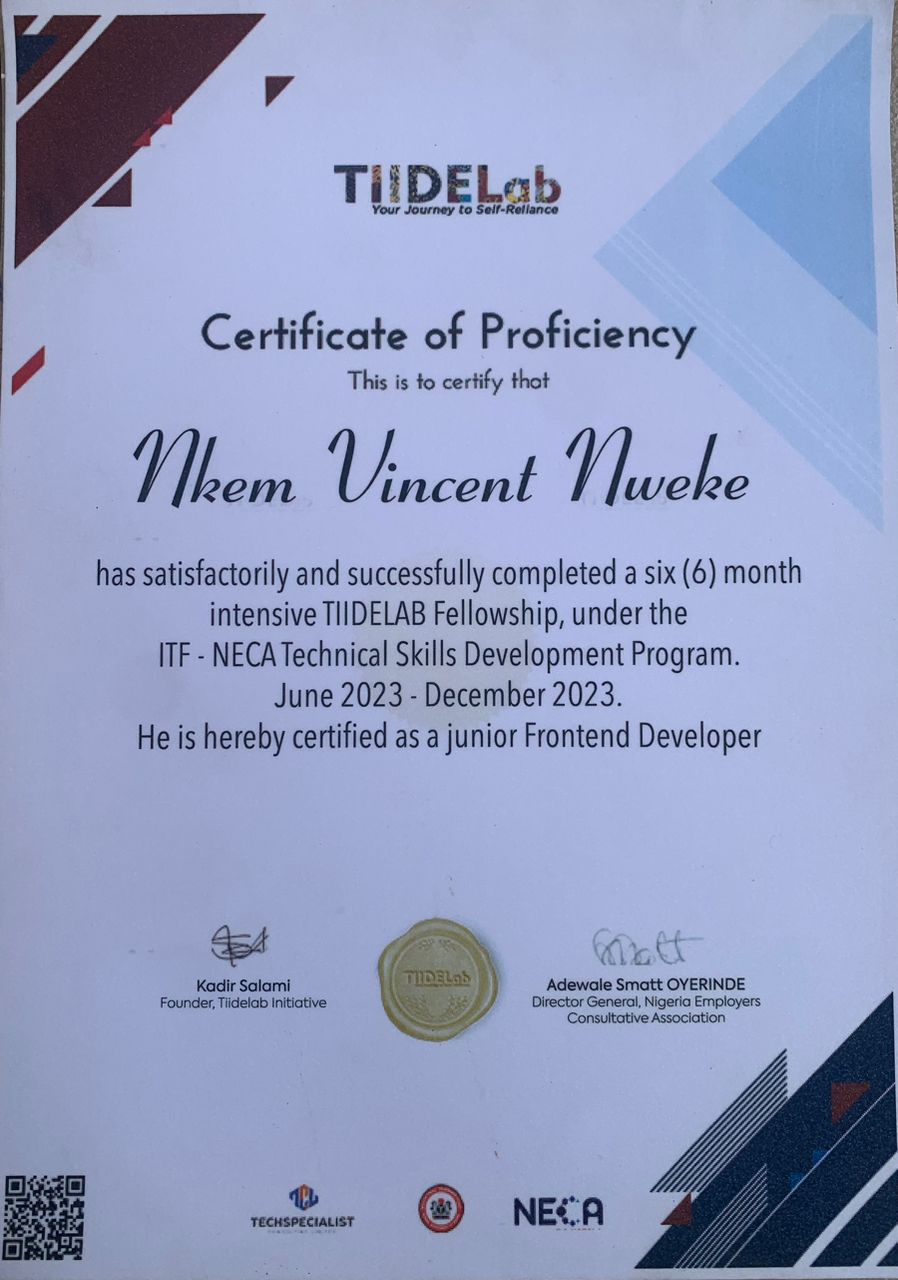 TIIDELab
Your Journey to Self-Reliance
Certificate of Proficiency
This is to certify that
Nkem Vincent Nweke
has satisfactorily and successfully completed a six (6) month
intensive TIIDELAB Fellowship, under the
ITF - NECA Technical Skills Development Program.
June 2023 - December 2023.
He is hereby certified as a junior Frontend Developer
TIIDELab
Kadir Salami
Founder, Tiidelab Initiative
Adewale Smatt OYERINDE
Director General, Nigeria Employers
Consultative Association
TECHSPECIALIST
NECA